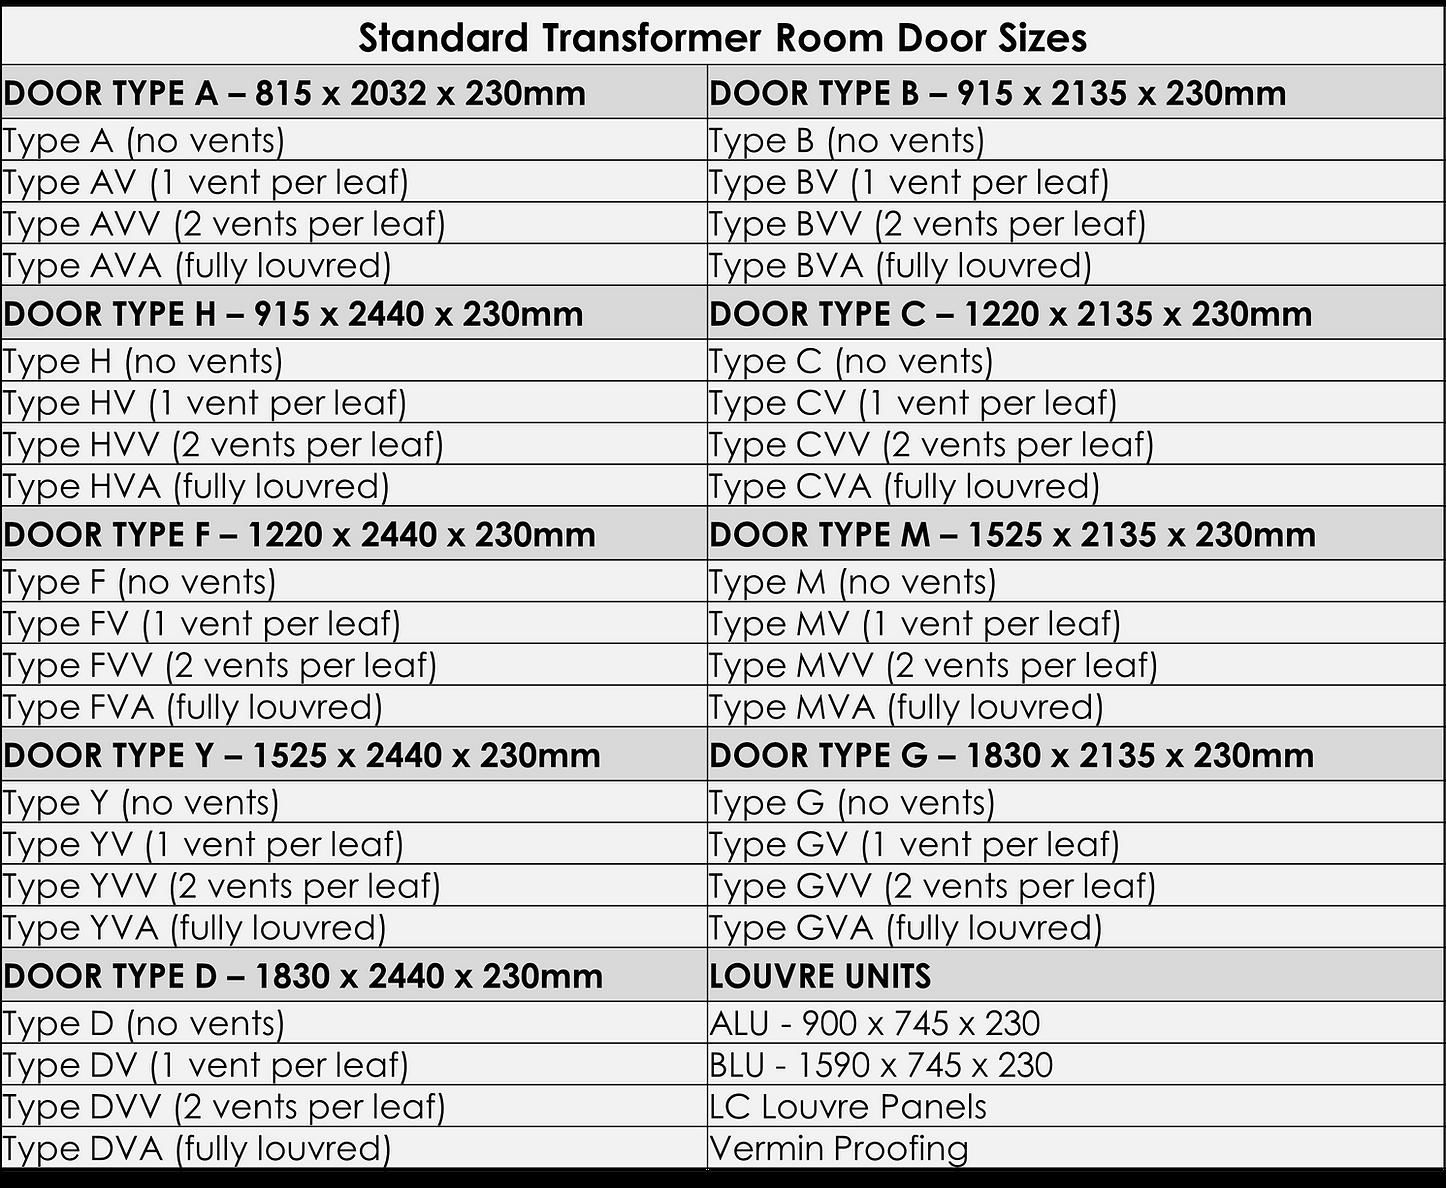 Standard Transformer Room Door Sizes
DOOR TYPE A – 815 x 2032 x 230mm
DOOR TYPE B – 915 x 2135 x 230mm
Type A (no vents)
Type B (no vents)
Type AV (1 vent per leaf)
Type BV (1 vent per leaf)
Type AVV (2 vents per leaf)
Type BVV (2 vents per leaf)
Type AVA (fully louvred)
Type BVA (fully louvred)
DOOR TYPE H – 915 x 2440 x 230mm
DOOR TYPE C – 1220 x 2135 x 230mm
Type H (no vents)
Type C (no vents)
Type HV (1 vent per leaf)
Type CV (1 vent per leaf)
Type HVV (2 vents per leaf)
Type CVV (2 vents per leaf)
Type HVA (fully louvred)
Type CVA (fully louvred)
DOOR TYPE F – 1220 x 2440 x 230mm
DOOR TYPE M – 1525 x 2135 x 230mm
Type F (no vents)
Type M (no vents)
Type FV (1 vent per leaf)
Type MV (1 vent per leaf)
Type FVV (2 vents per leaf)
Type MVV (2 vents per leaf)
Type FVA (fully louvred)
Type MVA (fully louvred)
DOOR TYPE Y – 1525 x 2440 x 230mm
DOOR TYPE G – 1830 x 2135 x 230mm
Type Y (no vents)
Type G (no vents)
Type YV (1 vent per leaf)
Type GV (1 vent per leaf)
Type YVV (2 vents per leaf)
Type GVV (2 vents per leaf)
Type YVA (fully louvred)
Type GVA (fully louvred)
DOOR TYPE D – 1830 x 2440 x 230mm
LOUVRE UNITS
Type D (no vents)
ALU - 900 x 745 x 230
Type DV (1 vent per leaf)
BLU - 1590 x 745 x 230
Type DVV (2 vents per leaf)
LC Louvre Panels
Type DVA (fully louvred)
Vermin Proofing